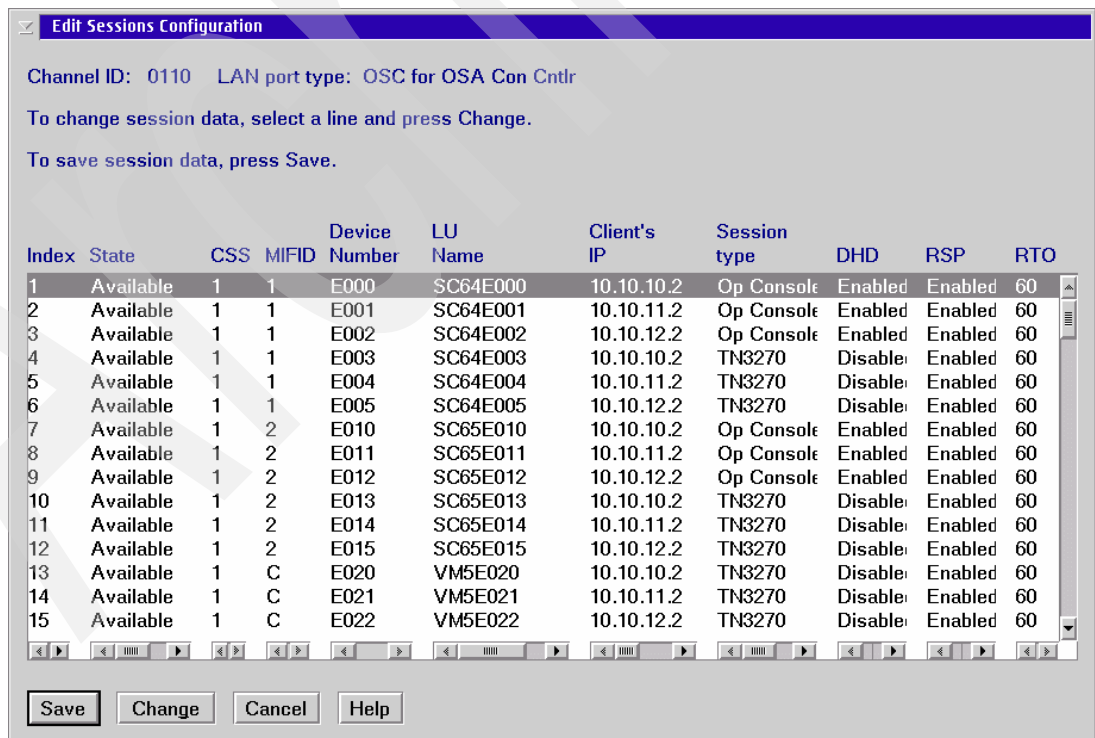 Edit Sessions Configuration
Channel ID: 0110 LAN port type: OSC for OSA Con Cntlr
To change session data, select a line and press Change.
To save session data, press Save.
Device LU Client's Session
Index State CSS MIFID Number Name IP type DHD RSP RTO
1 Available 1 1 E000 SC64E000 10.10.10.2 Op Console Enabled Enabled 60
2 Available 1 1 E001 SC64E001 10.10.11.2 Op Console Enabled Enabled 60
3 Available 1 1 E002 SC64E002 10.10.12.2 Op Console Enabled Enabled 60
4 Available 1 1 E003 SC64E003 10.10.10.2 TN3270 Disable Enabled 60
5 Available 1 1 E004 SC64E004 10.10.11.2 TN3270 Disable Enabled 60
6 Available 1 1 E005 SC64E005 10.10.12.2 TN3270 Disable Enabled 60
7 Available 1 2 E010 SC65E010 10.10.10.2 Op Console Enabled Enabled 60
8 Available 1 2 E011 SC65E011 10.10.11.2 Op Console Enabled Enabled 60
9 Available 1 2 E012 SC65E012 10.10.12.2 Op Console Enabled Enabled 60
10 Available 1 2 E013 SC65E013 10.10.10.2 TN3270 Disable Enabled 60
11 Available 1 2 E014 SC65E014 10.10.11.2 TN3270 Disable Enabled 60
12 Available 1 2 E015 SC65E015 10.10.12.2 TN3270 Disable Enabled 60
13 Available 1 C E020 VM5E020 10.10.10.2 TN3270 Disable Enabled 60
14 Available 1 C E021 VM5E021 10.10.11.2 TN3270 Disable Enabled 60
15 Available 1 C E022 VM5E022 10.10.12.2 TN3270 Disable Enabled 60
Save Change Cancel Help